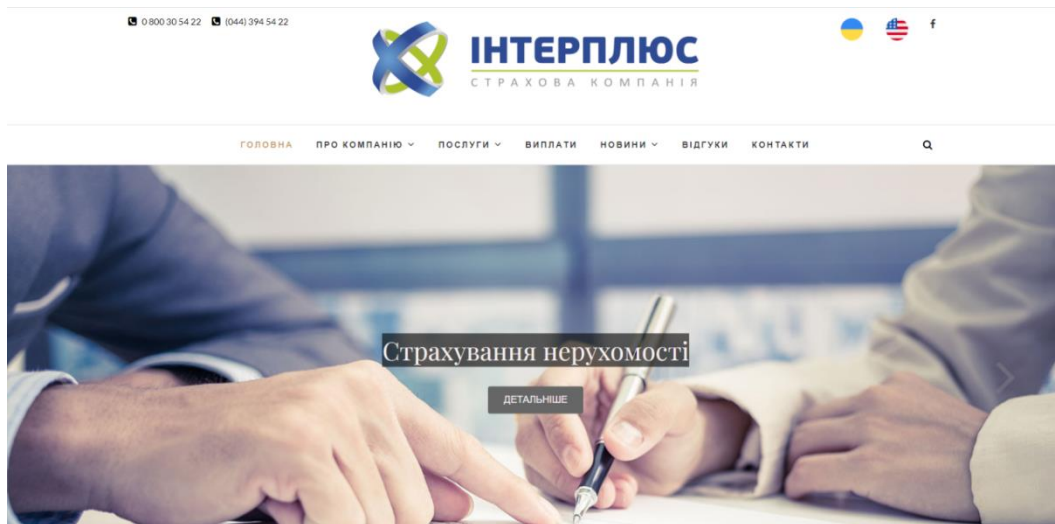 0 800 30 54 22 (044) 394 54 22
ІНТЕРПЛЮС
СТРАХОВА КОМПАНІЯ
ГОЛОВНА ПРО КОМПАНІЮ ПОСЛУГИ ВИПЛАТИ НОВИНИ ВІДГУКИ КОНТАКТИ
Страхування нерухомості
ДЕТАЛЬНІШЕ